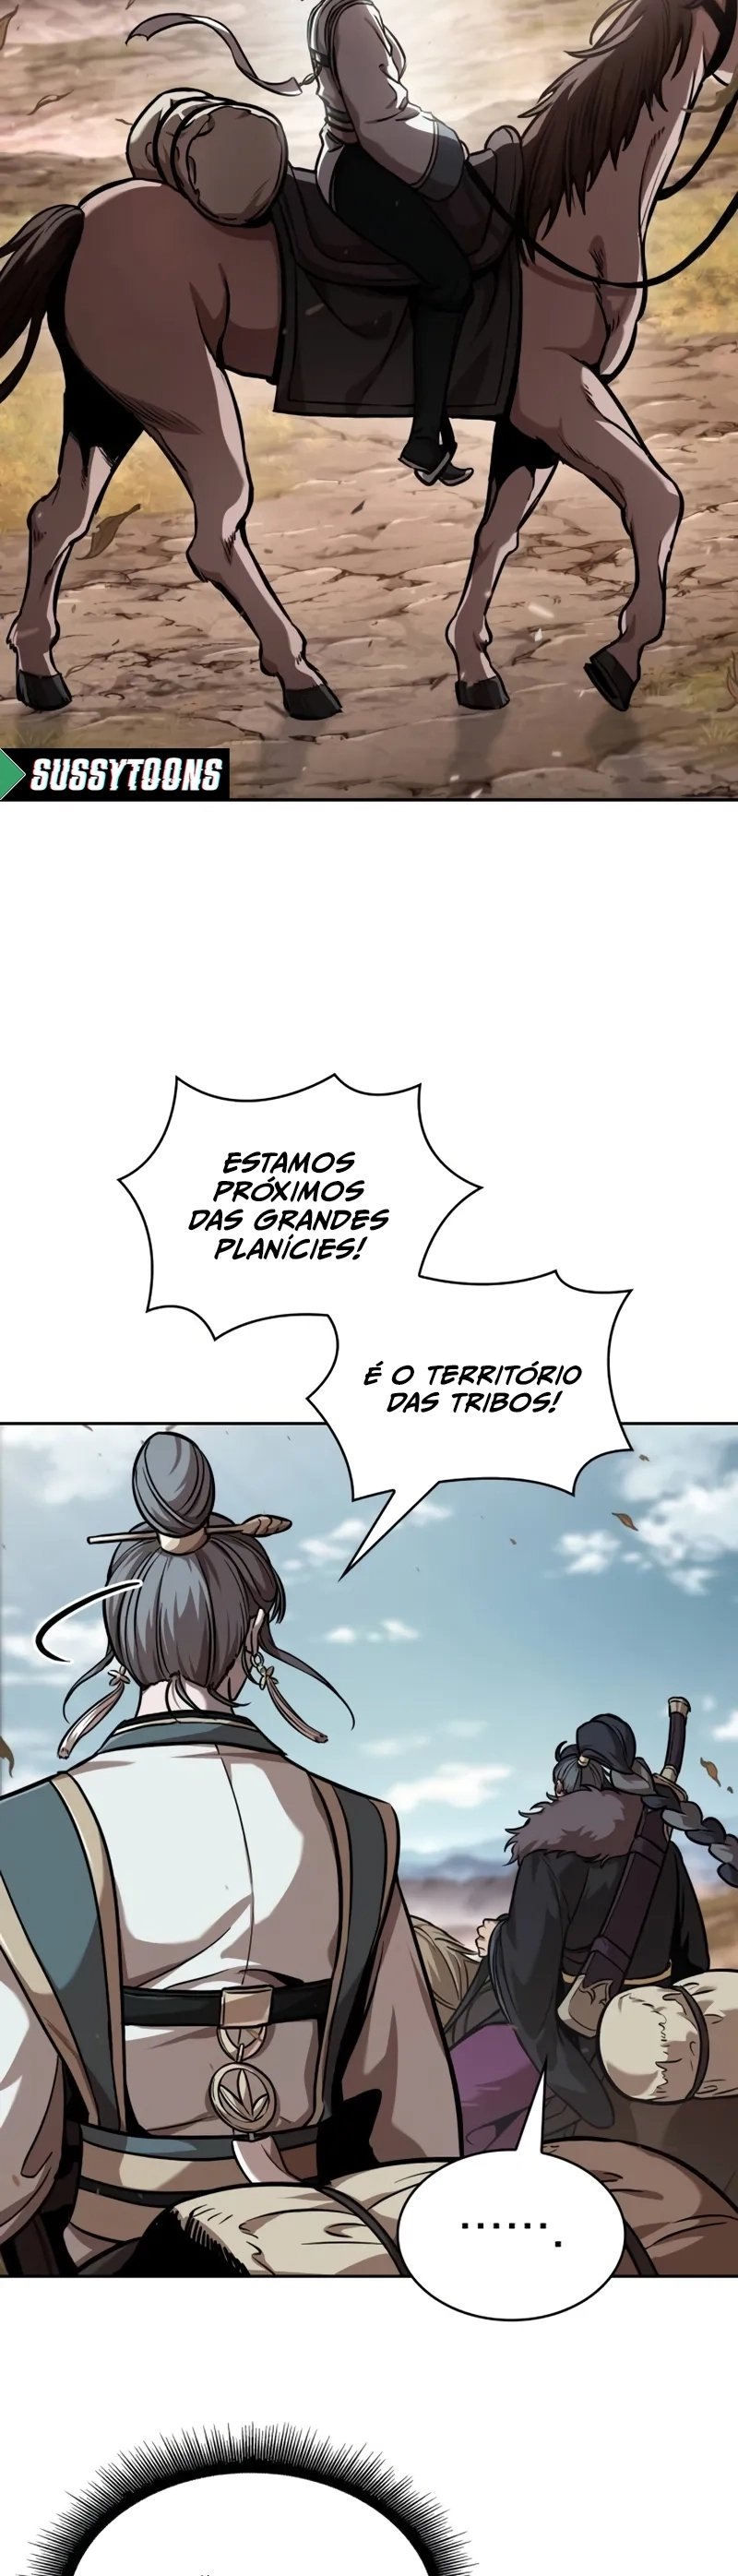 SUSSYTOONS
ESTAMOS
PRÓXIMOS
DAS GRANDES
PLANÍCIES!
É O TERRITÓRIO
DAS TRIBOS!
.......